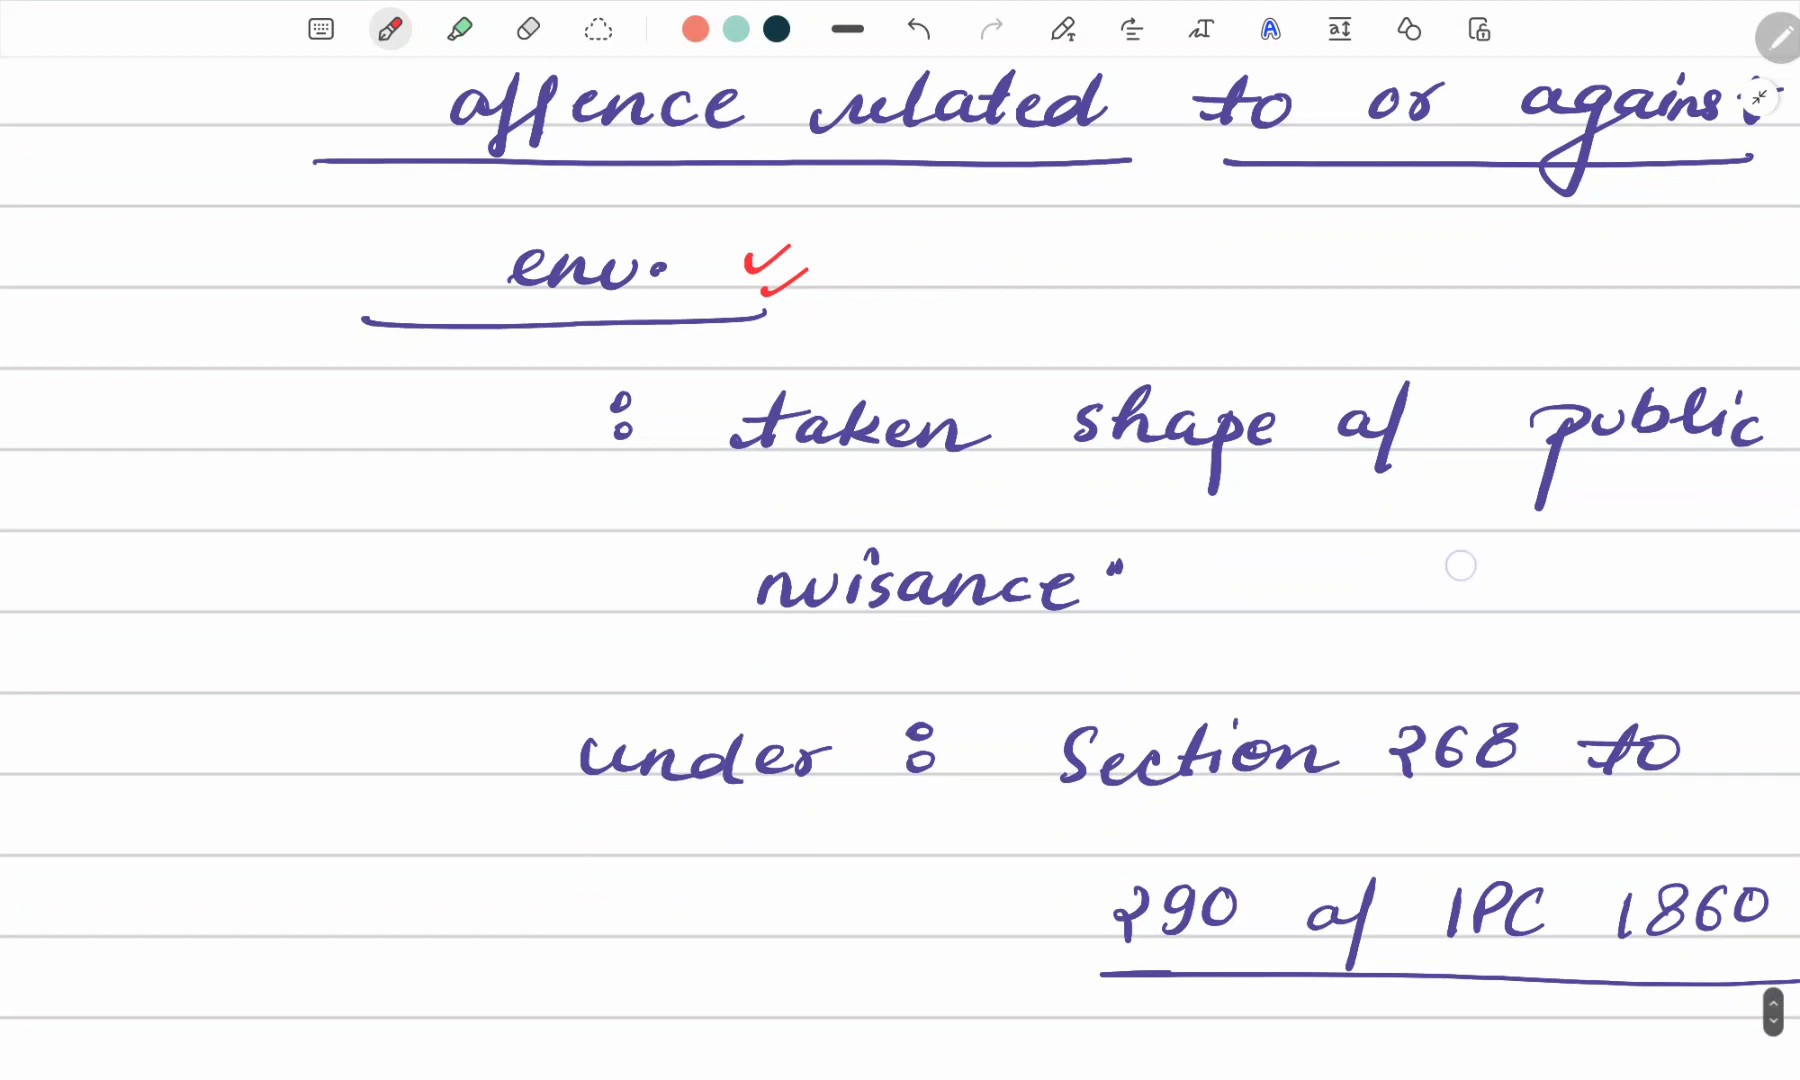 offence related to or against
env.
: taken shape of public
nuisance"
under : Section 268 to
290 of IPC 1860